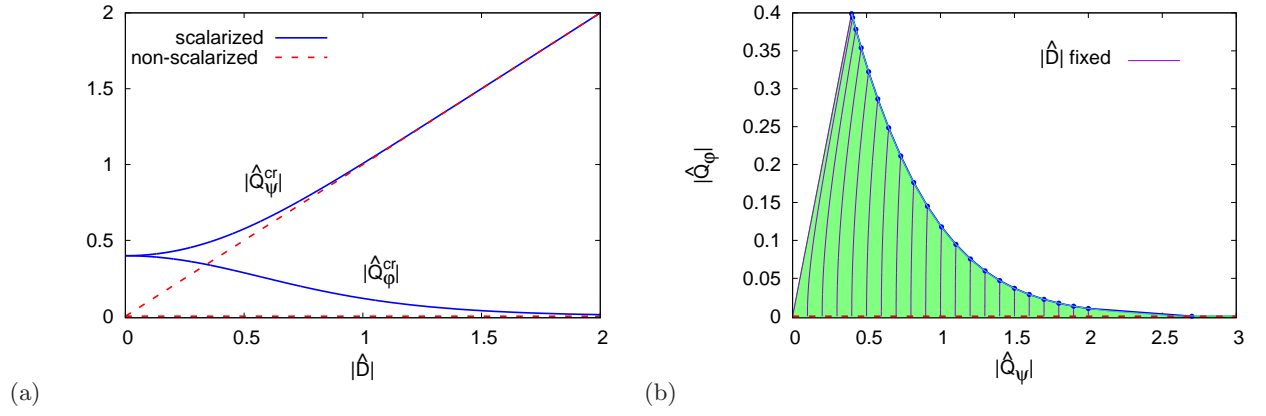 2
1.5
1
0.5
0
0 0.5 1 1.5 2
scalarized
non-scalarized
|Q̂ψ^cr|
|Q̂φ^cr|
|D̂|
(a)
0.4
0.35
0.3
0.25
0.2
0.15
0.1
0.05
0
0 0.5 1 1.5 2 2.5 3
|D̂| fixed
|Q̂φ|
|Q̂ψ|
(b)